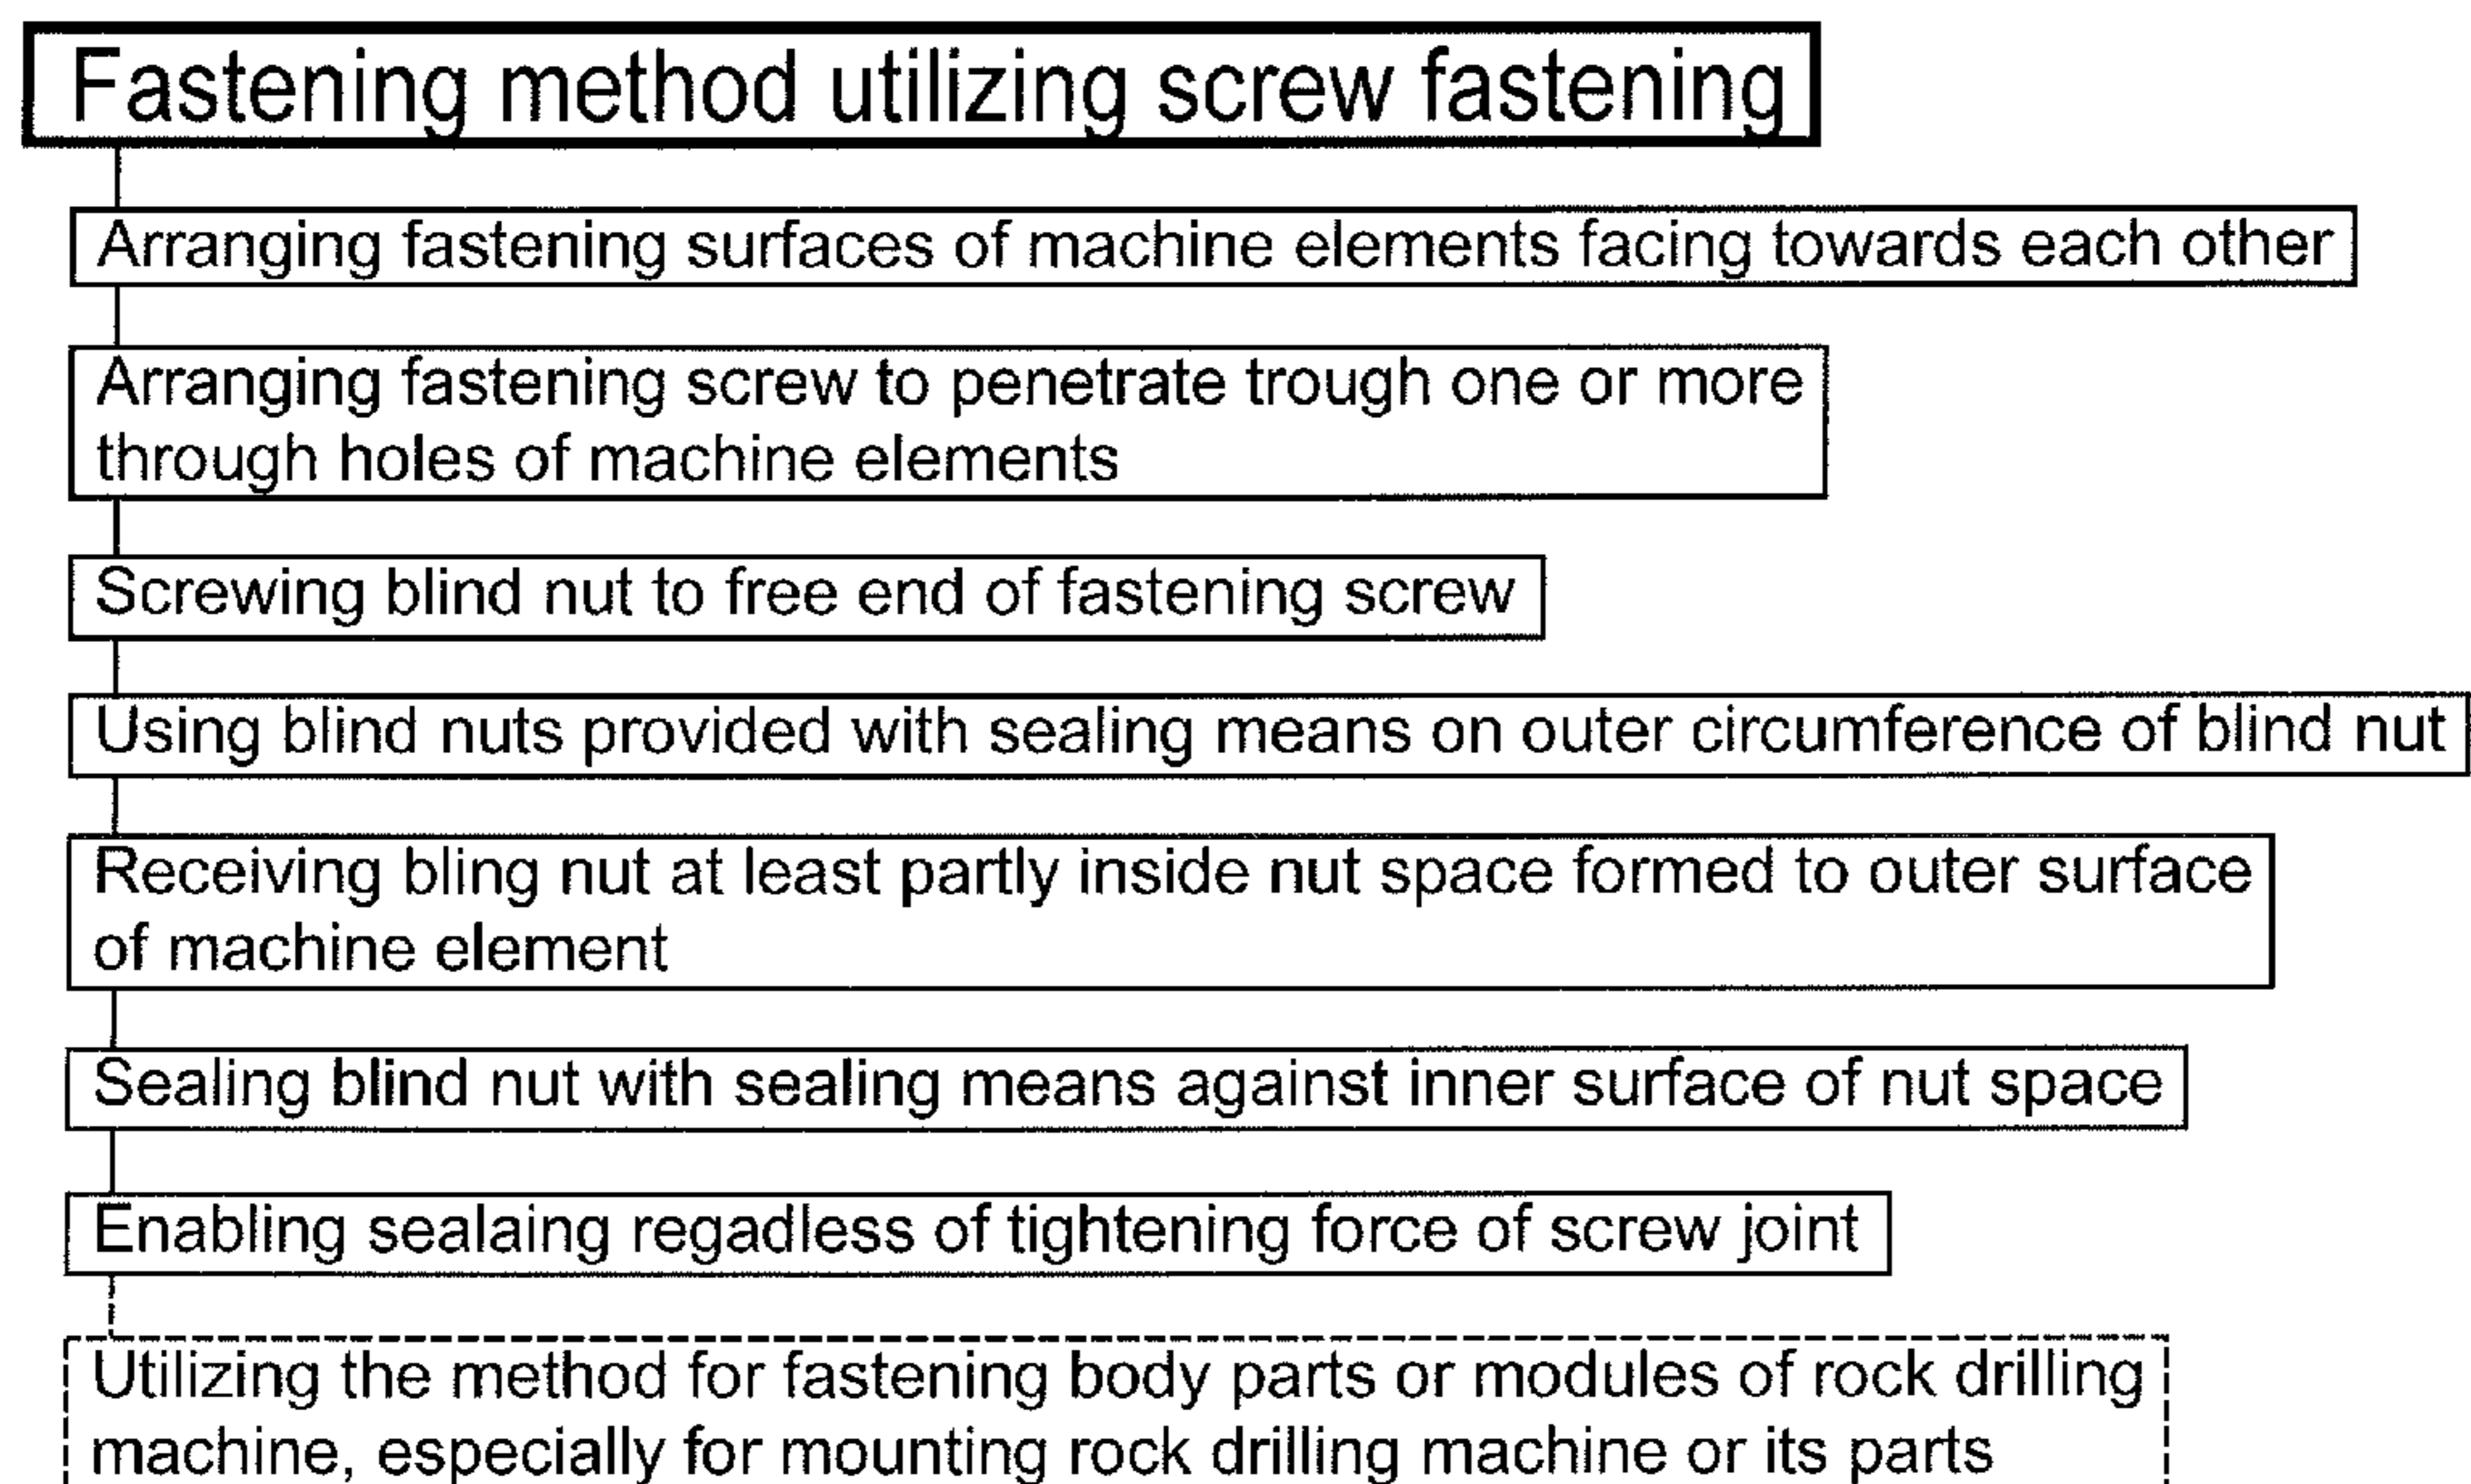 Fastening method utilizing screw fastening
Arranging fastening surfaces of machine elements facing towards each other
Arranging fastening screw to penetrate trough one or more
through holes of machine elements
Screwing blind nut to free end of fastening screw
Using blind nuts provided with sealing means on outer circumference of blind nut
Receiving bling nut at least partly inside nut space formed to outer surface
of machine element
Sealing blind nut with sealing means against inner surface of nut space
Enabling sealaing regadless of tightening force of screw joint
Utilizing the method for fastening body parts or modules of rock drilling
machine, especially for mounting rock drilling machine or its parts